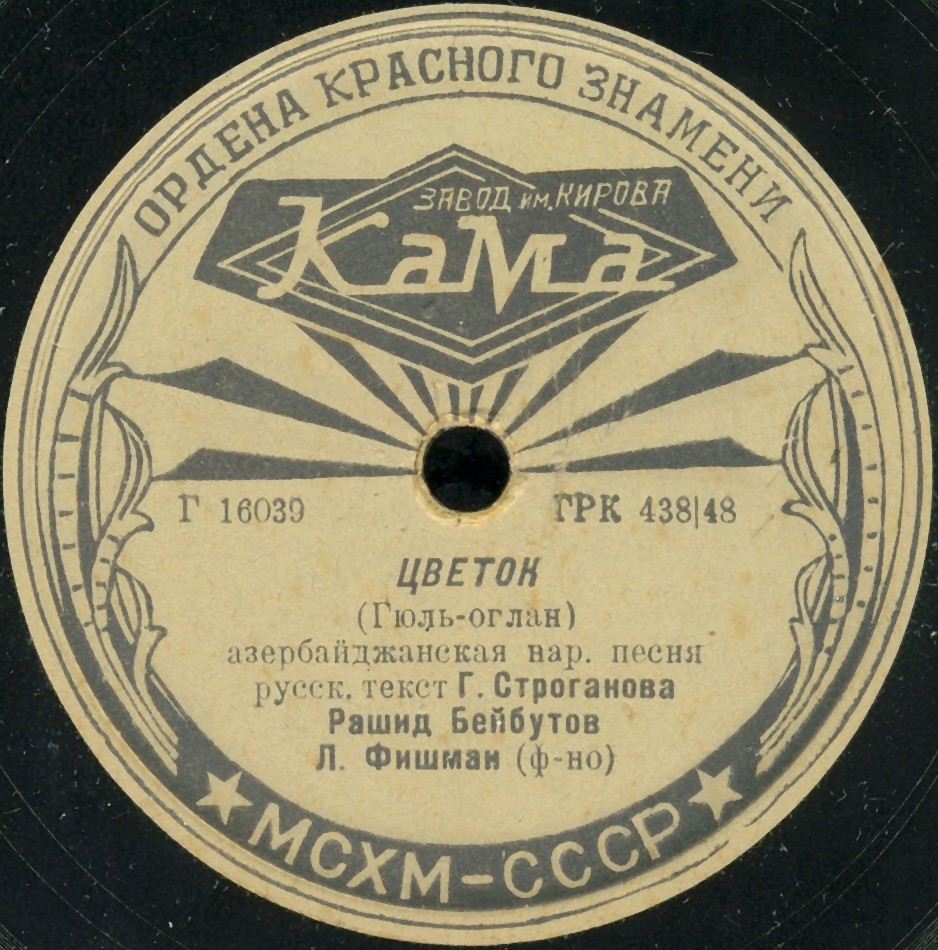 ОРДЕНА КРАСНОГО ЗНАМЕНИ
ЗАВОД им. КИРОВА
КаМа
Г 16039 ГРК 438|48
ЦВЕТОК
(Гюль-оглан)
азербайджанская нар. песня
русск. текст Г. Строганова
Рашид Бейбутов
Л. Фишман (ф-но)
МСХМ-СССР